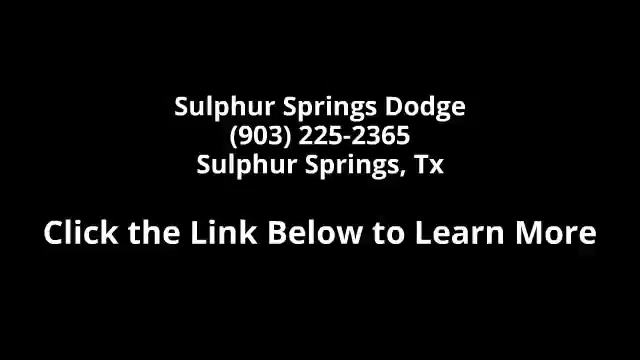 Sulphur Springs Dodge
(903) 225-2365
Sulphur Springs, Tx
Click the Link Below to Learn More